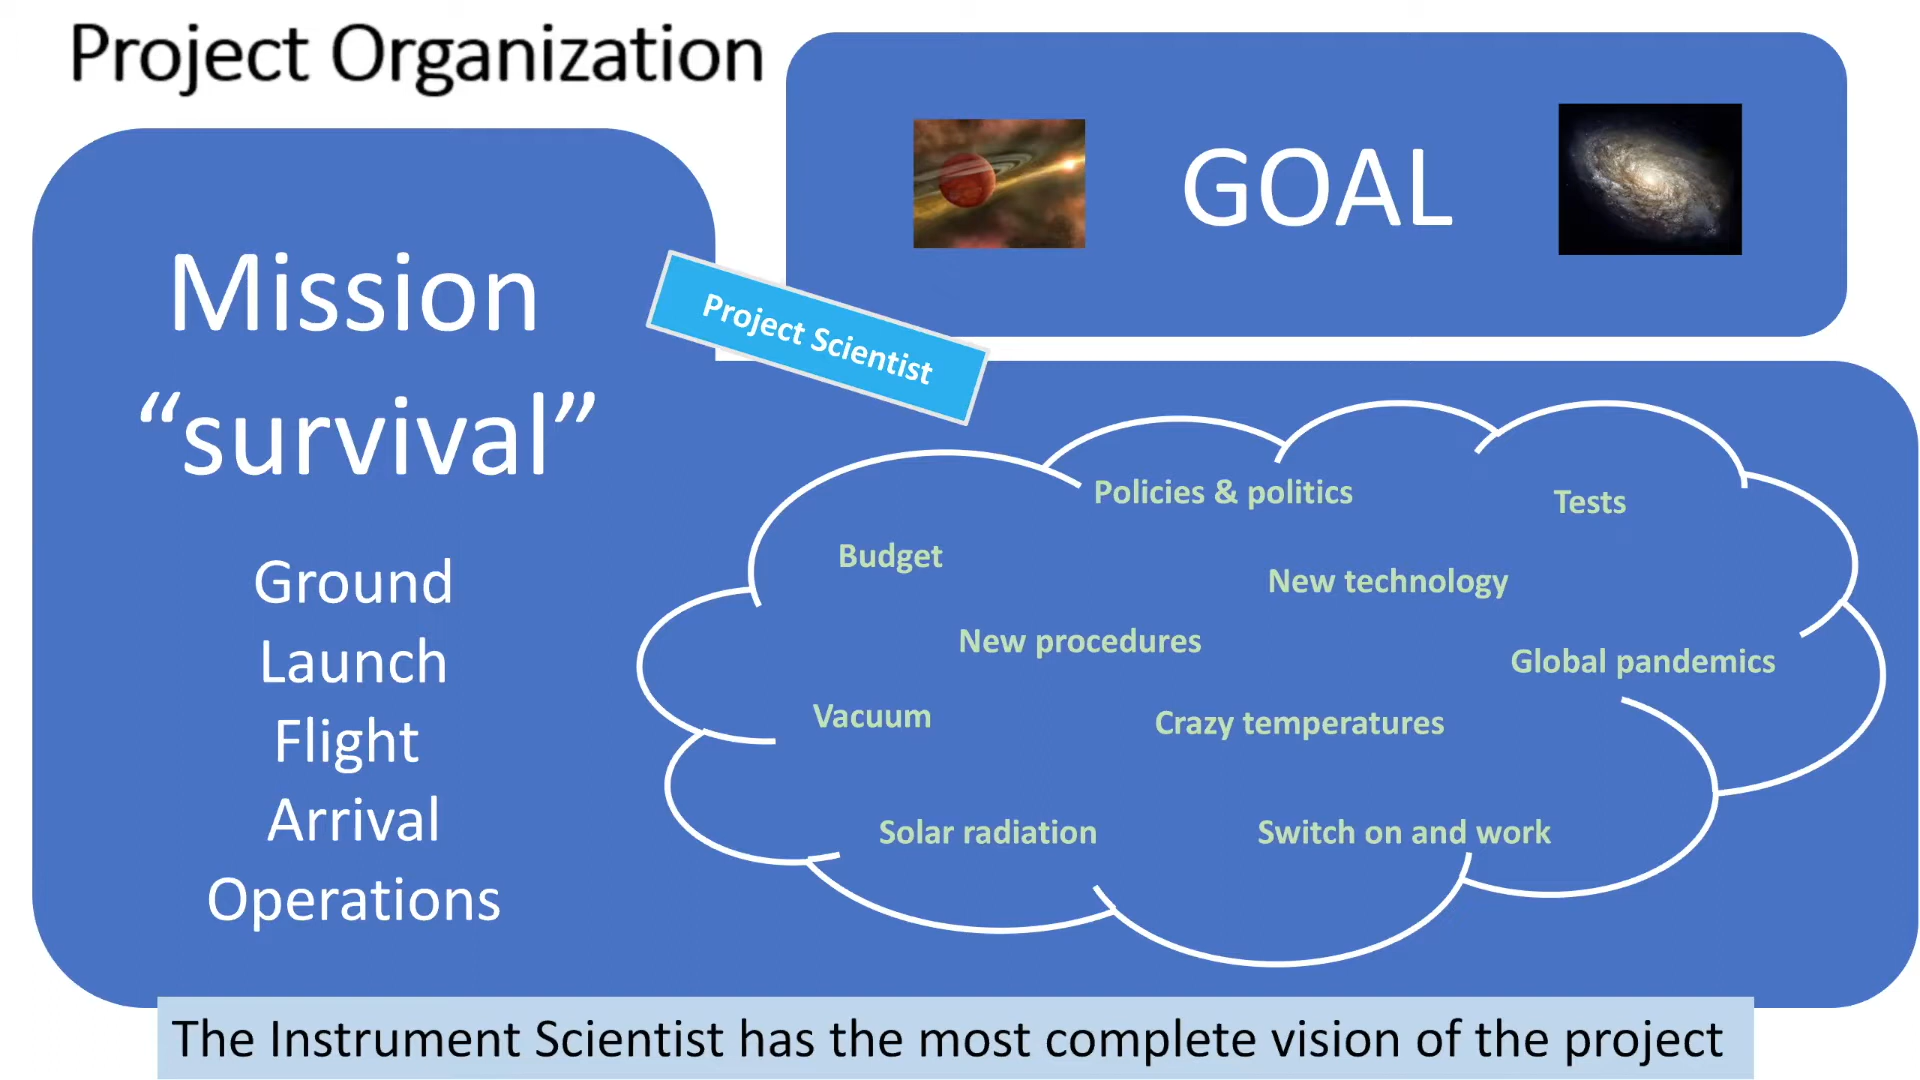 Project Organization
GOAL
Mission
“survival”
Project Scientist
Ground
Launch
Flight
Arrival
Operations
Policies & politics
Tests
Budget
New technology
New procedures
Global pandemics
Vacuum
Crazy temperatures
Solar radiation
Switch on and work
The Instrument Scientist has the most complete vision of the project